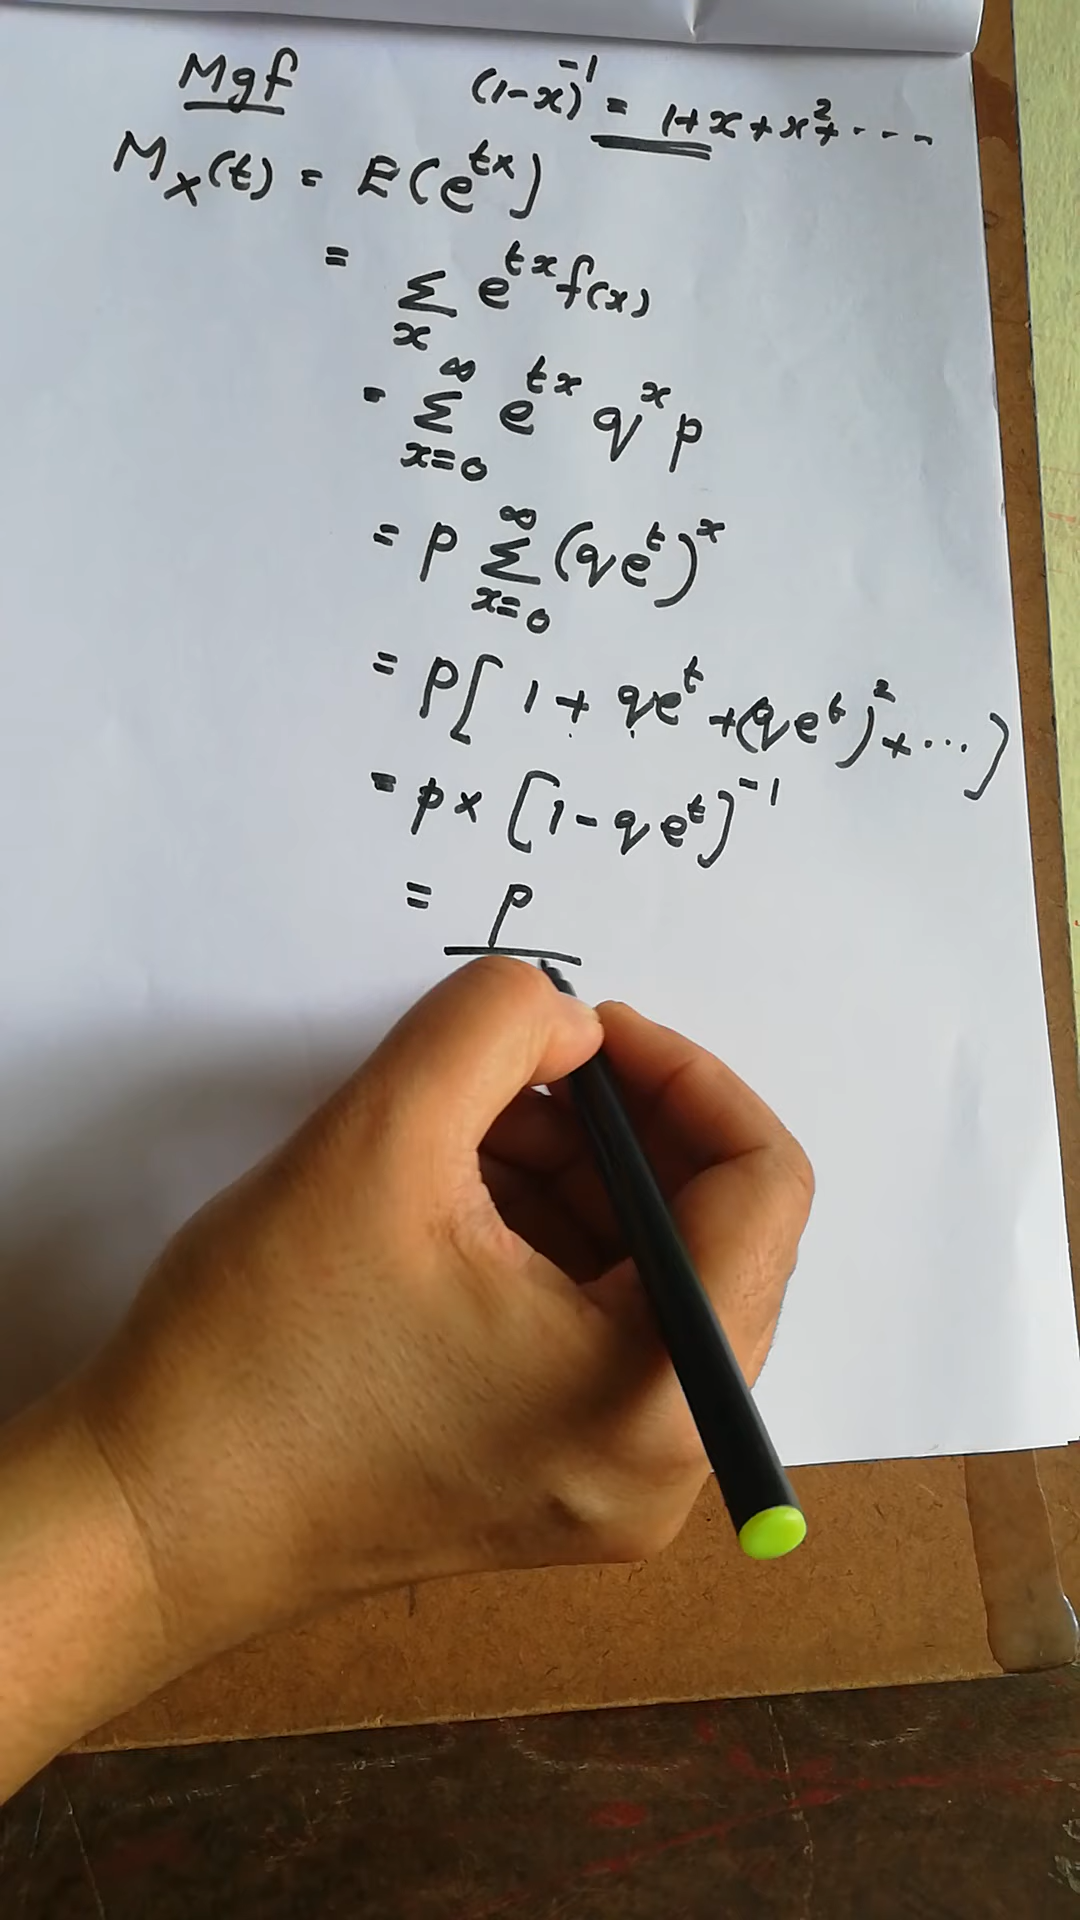 Mgf
(1-x)⁻¹ = 1+x+x²+....
M_X(t) = E(e^{tx})
= Σ_x e^{tx} f(x)
= Σ_{x=0}^{∞} e^{tx} q^x p
= p Σ_{x=0}^{∞} (qe^t)^x
= p[1 + qe^t + (qe^t)² + ...]
= p × [1 - qe^t]⁻¹
= p